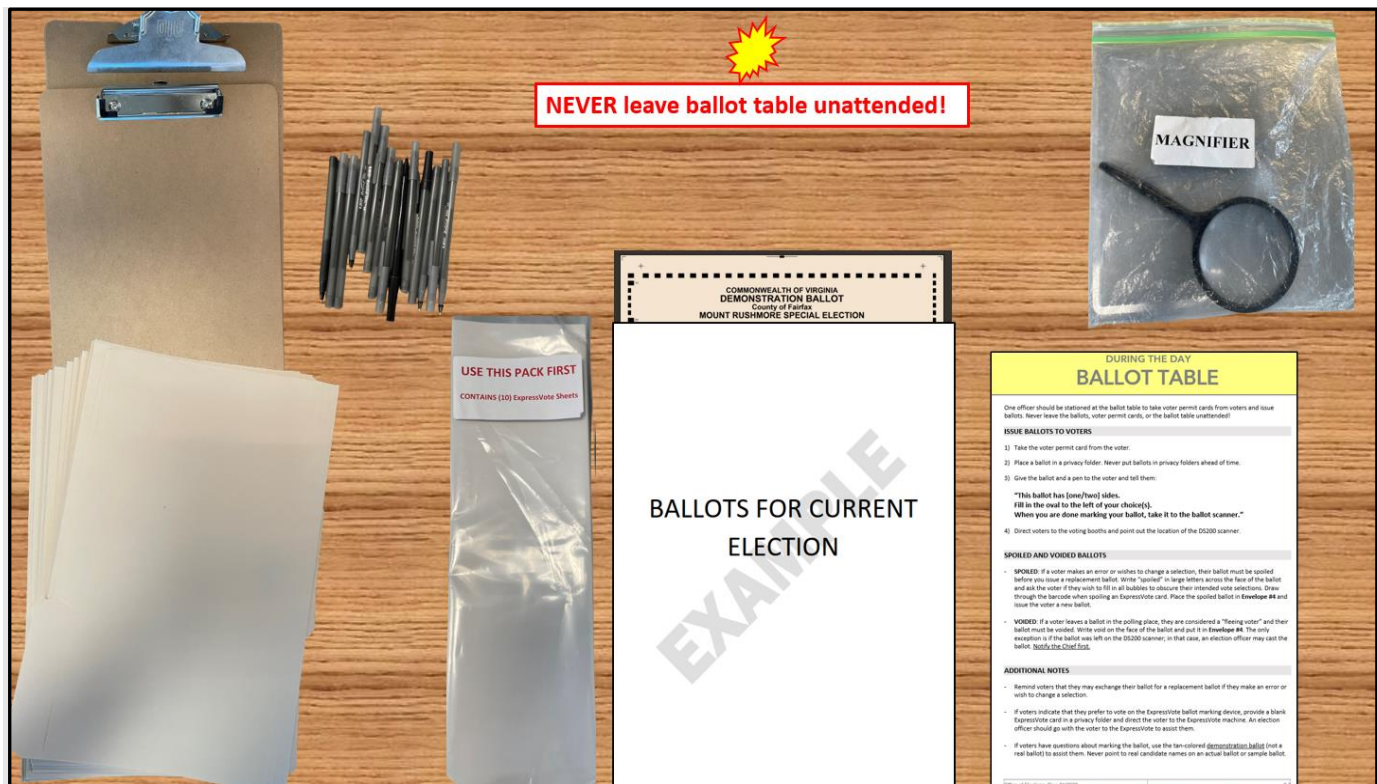 NEVER leave ballot table unattended!
MAGNIFIER
COMMONWEALTH OF VIRGINIA
DEMONSTRATION BALLOT
County of Fairfax
MOUNT RUSHMORE SPECIAL ELECTION
USE THIS PACK FIRST
CONTAINS (10) ExpressVote Sheets
BALLOTS FOR CURRENT
ELECTION
EXAMPLE
DURING THE DAY
BALLOT TABLE
One officer should be stationed at the ballot table to take voter permit cards from voters and issue
ballots. Never leave the ballots, voter permit cards, or the ballot table unattended!
ISSUE BALLOTS TO VOTERS
1) Take the voter permit card from the voter.
2) Place a ballot in a privacy folder. Never put ballots in privacy folders ahead of time.
3) Give the ballot and a pen to the voter and tell them:
"This ballot has [one/two] sides.
Fill in the oval to the left of your choice(s).
When you are done marking your ballot, take it to the ballot scanner."
4) Direct voters to the voting booths and point out the location of the DS200 scanner.
SPOILED AND VOIDED BALLOTS
- SPOILED: If a voter makes an error or wishes to change a selection, their ballot must be spoiled
before you issue a replacement ballot. Write "spoiled" in large letters across the face of the ballot
and ask the voter if they wish to fill in all bubbles to obscure their intended vote selections. Draw
through the barcode when spoiling an ExpressVote card. Place the spoiled ballot in Envelope #4 and
issue the voter a new ballot.
- VOIDED: If a voter leaves a ballot in the polling place, they are considered a "fleeing voter" and their
ballot must be voided. Write void on the face of the ballot and put it in Envelope #4. The only
exception is if the ballot was left on the DS200 scanner; in that case, an election officer may cast the
ballot. Notify the Chief first.
ADDITIONAL NOTES
- Remind voters that they may exchange their ballot for a replacement ballot if they make an error or
wish to change a selection.
- If voters indicate that they prefer to vote on the ExpressVote ballot marking device, provide a blank
ExpressVote card in a privacy folder and direct the voter to the ExpressVote machine. An election
officer should go with the voter to the ExpressVote to assist them.
- If voters have questions about marking the ballot, use the tan-colored demonstration ballot (not a
real ballot) to assist them. Never point to real candidate names on an actual ballot or sample ballot.